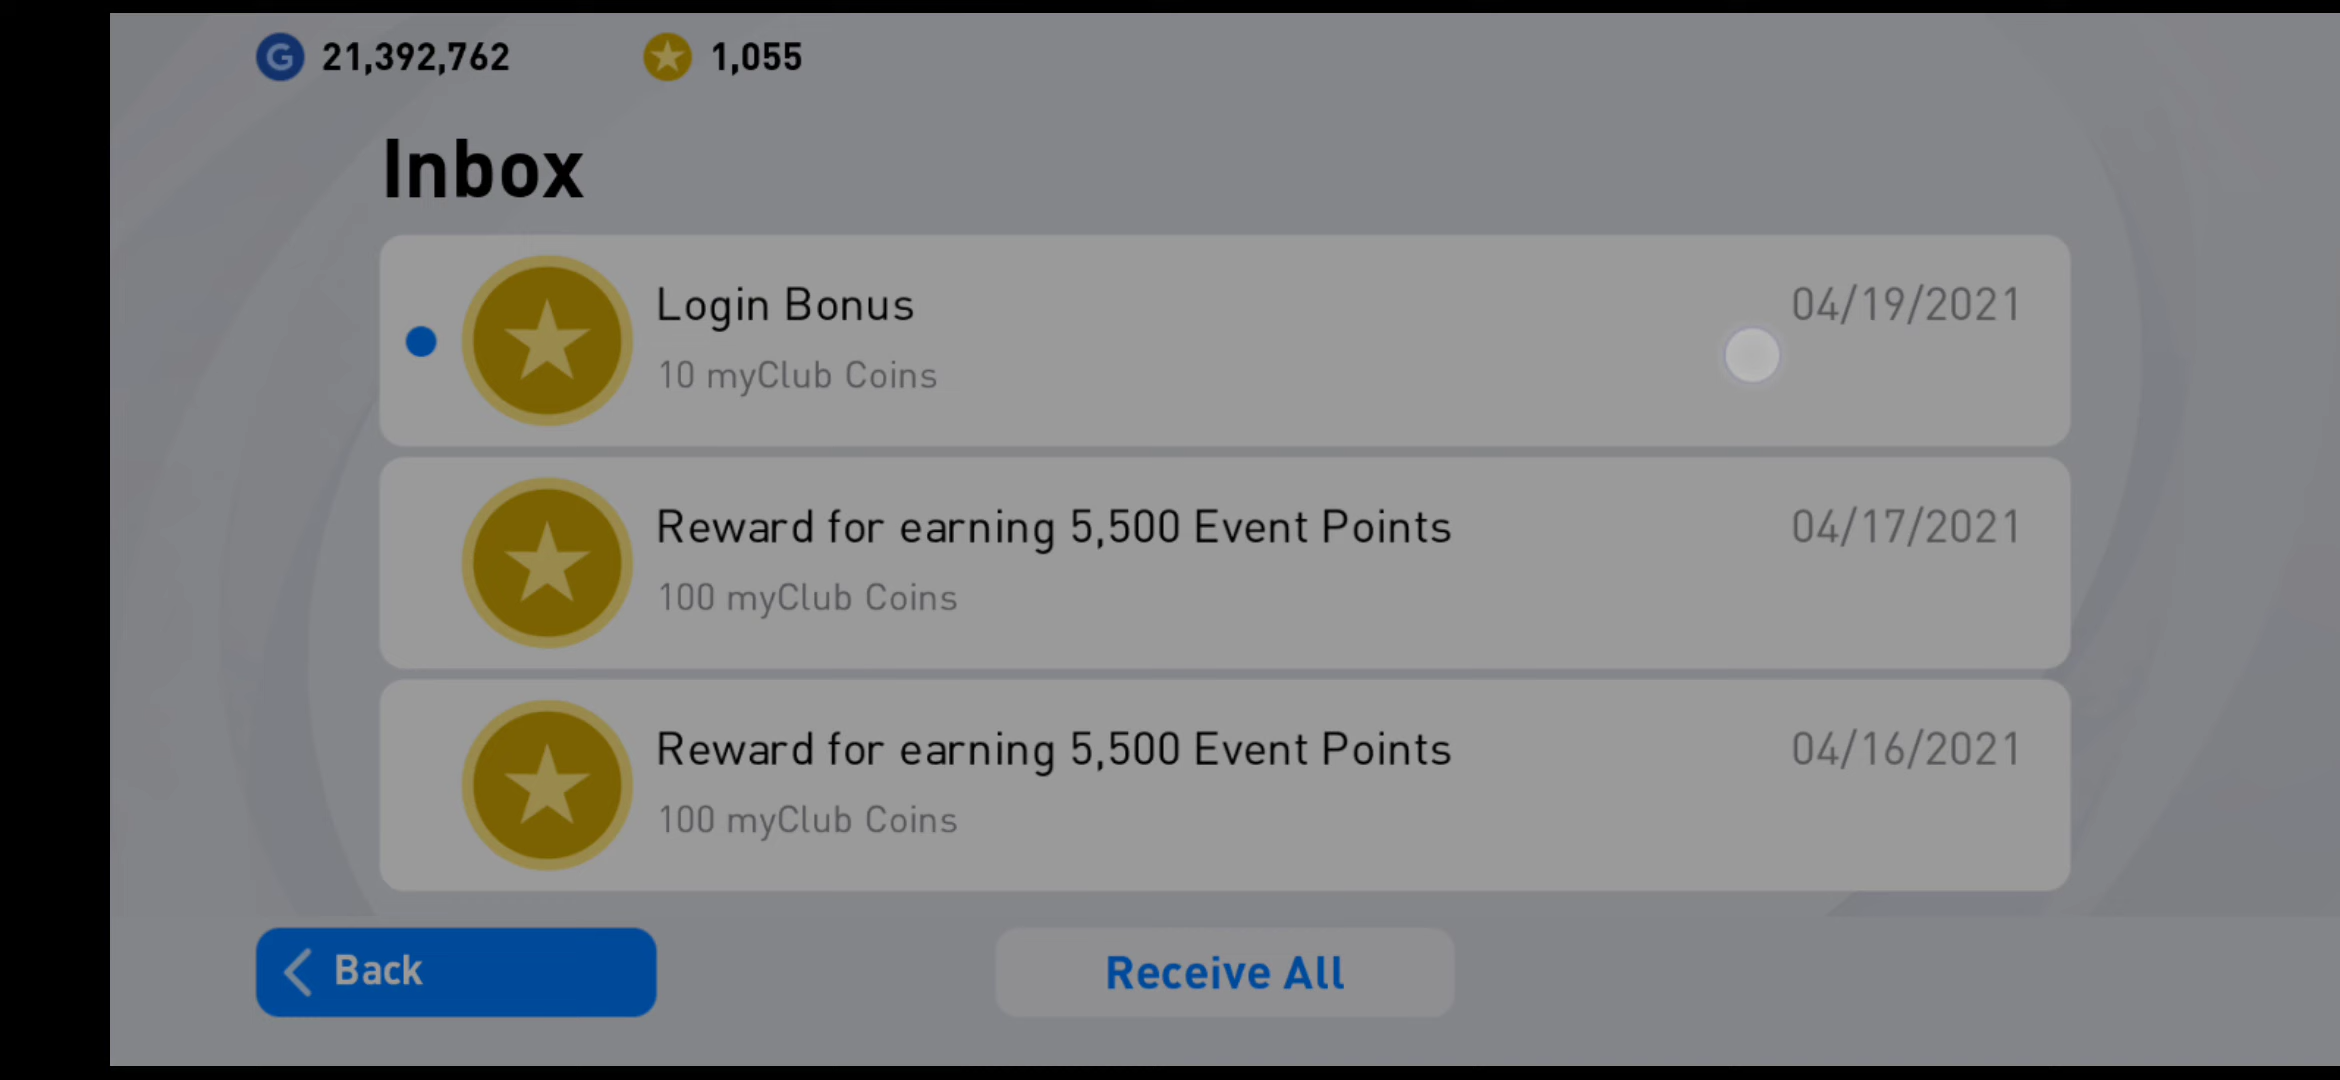 G 21,392,762 1,055
Inbox
Login Bonus 04/19/2021
10 myClub Coins
Reward for earning 5,500 Event Points 04/17/2021
100 myClub Coins
Reward for earning 5,500 Event Points 04/16/2021
100 myClub Coins
Back Receive All